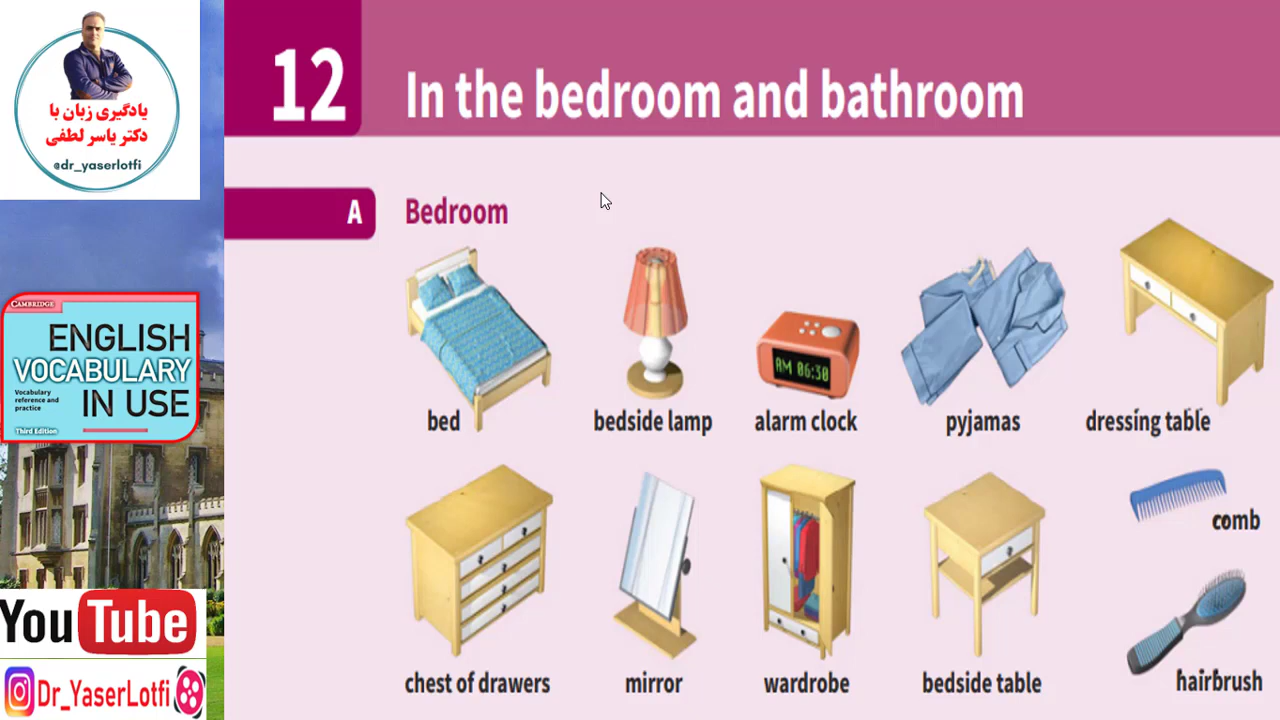 یادگیری زبان با
دکتر یاسر لطفی
@dr_yaserlotfi
CAMBRIDGE
ENGLISH
VOCABULARY
IN USE
Vocabulary
reference and
practice
Third Edition
YouTube
Dr_YaserLotfi
12
In the bedroom and bathroom
A
Bedroom
bed
bedside lamp
AM 06:30
alarm clock
pyjamas
dressing table
chest of drawers
mirror
wardrobe
bedside table
comb
hairbrush